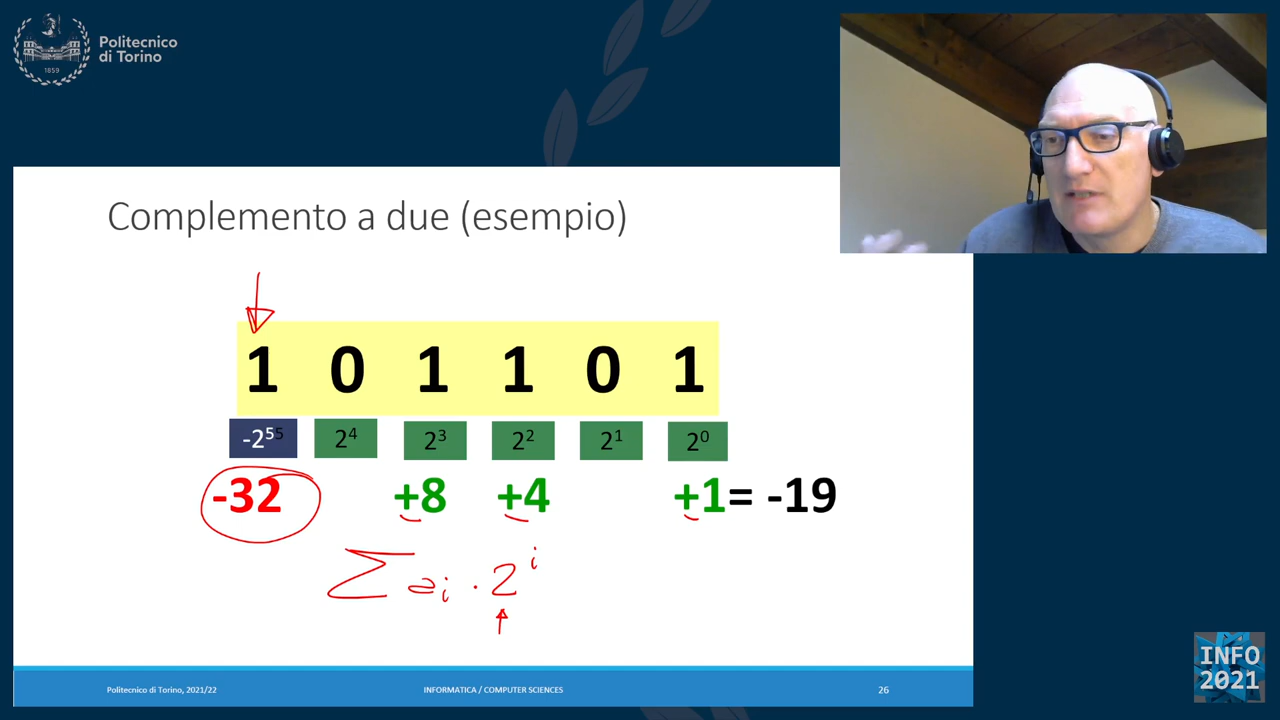 Politecnico
di Torino
1859
Complemento a due (esempio)
1 0 1 1 0 1
-2⁵⁵ 2⁴ 2³ 2² 2¹ 2⁰
-32 +8 +4 +1= -19
Σ aᵢ · 2ⁱ
Politecnico di Torino, 2021/22 INFORMATICA / COMPUTER SCIENCES 26
INFO
2021